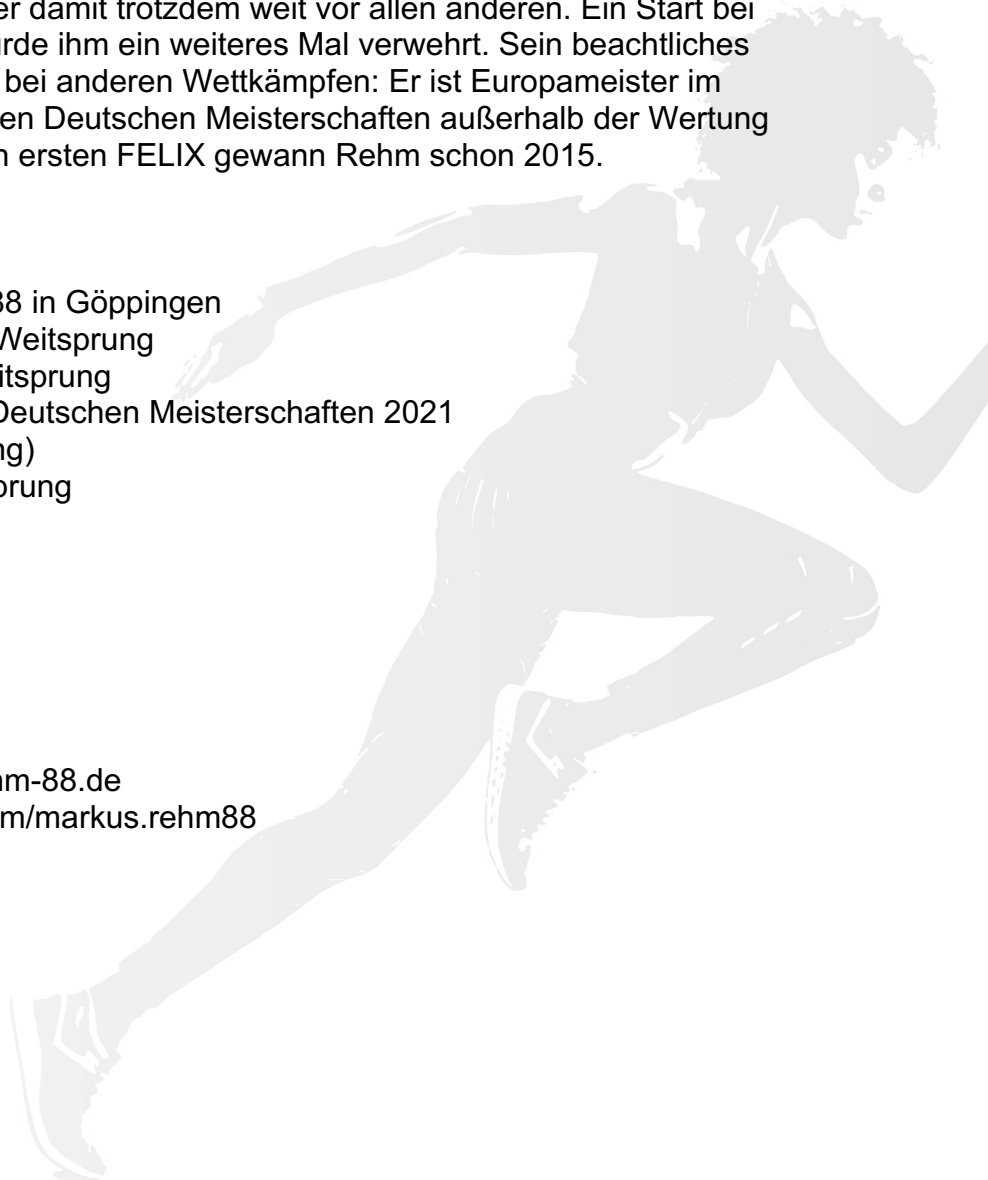 er damit trotzdem weit vor allen anderen. Ein Start bei
ihm ein weiteres Mal verwehrt. Sein beachtliches
bei anderen Wettkämpfen: Er ist Europameister im
en Deutschen Meisterschaften außerhalb der Wertung
n ersten FELIX gewann Rehm schon 2015.
88 in Göppingen
Weitsprung
itsprung
Deutschen Meisterschaften 2021
ng)
prung
hm-88.de
m/markus.rehm88